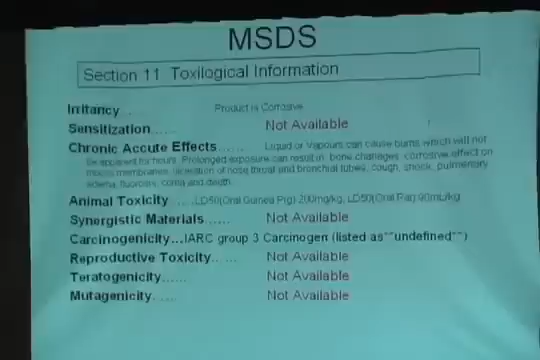 MSDS
Section 11 Toxilogical Information
Irritancy... Product is Corrosive
Sensitization...... Not Available
Chronic Accute Effects...... Liquid or Vapours can cause burns which will not
be apparent for hours. Prolonged exposure can result in bone changes, corrosive effect on
mucous membranes, ulceration of nose throat and bronchial tubes, cough, shock, pulmonary
edema, fluorosis, coma and death.
Animal Toxicity ......LD50(Oral Guinea Pig) 200mg/kg, LD50(Oral
Synergistic Materials...... Not Available
Carcinogenicity...IARC group 3 Carcinogen (listed as**undefined**)
Reproductive Toxicity...... Not Available
Teratogenicity...... Not Available
Mutagenicity...... Not Available